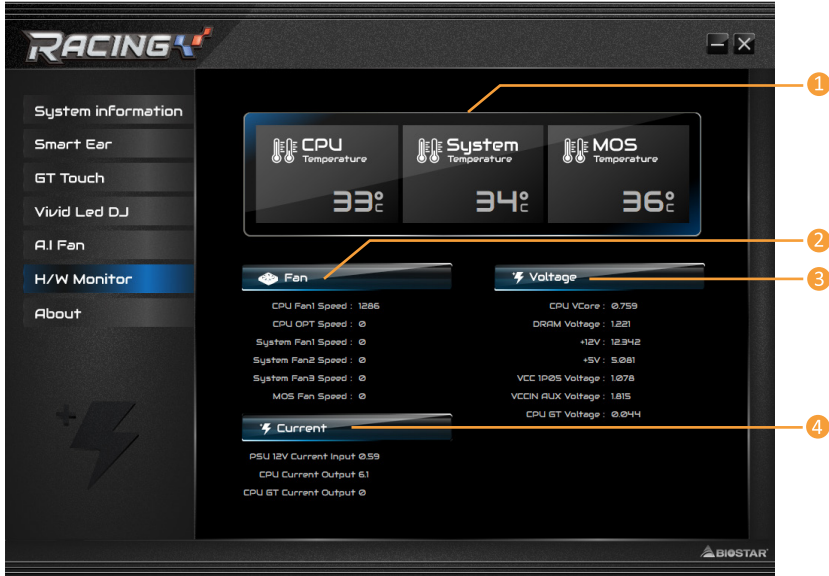 RACING
System information
Smart Ear
GT Touch
Vivid Led DJ
A.I Fan
H/W Monitor
About
1
CPU
Temperature
33°C
System
Temperature
34°C
MOS
Temperature
36°C
2
Fan
CPU Fan1 Speed : 1286
CPU OPT Speed : 0
System Fan1 Speed : 0
System Fan2 Speed : 0
System Fan3 Speed : 0
MOS Fan Speed : 0
3
Voltage
CPU VCore : 0.759
DRAM Voltage : 1.221
+12V : 12.342
+5V : 5.081
VCC 1P05 Voltage : 1.078
VCCIN AUX Voltage : 1.815
CPU GT Voltage : 0.044
4
Current
PSU 12V Current Input 0.59
CPU Current Output 6.1
CPU GT Current Output 0
BIOSTAR